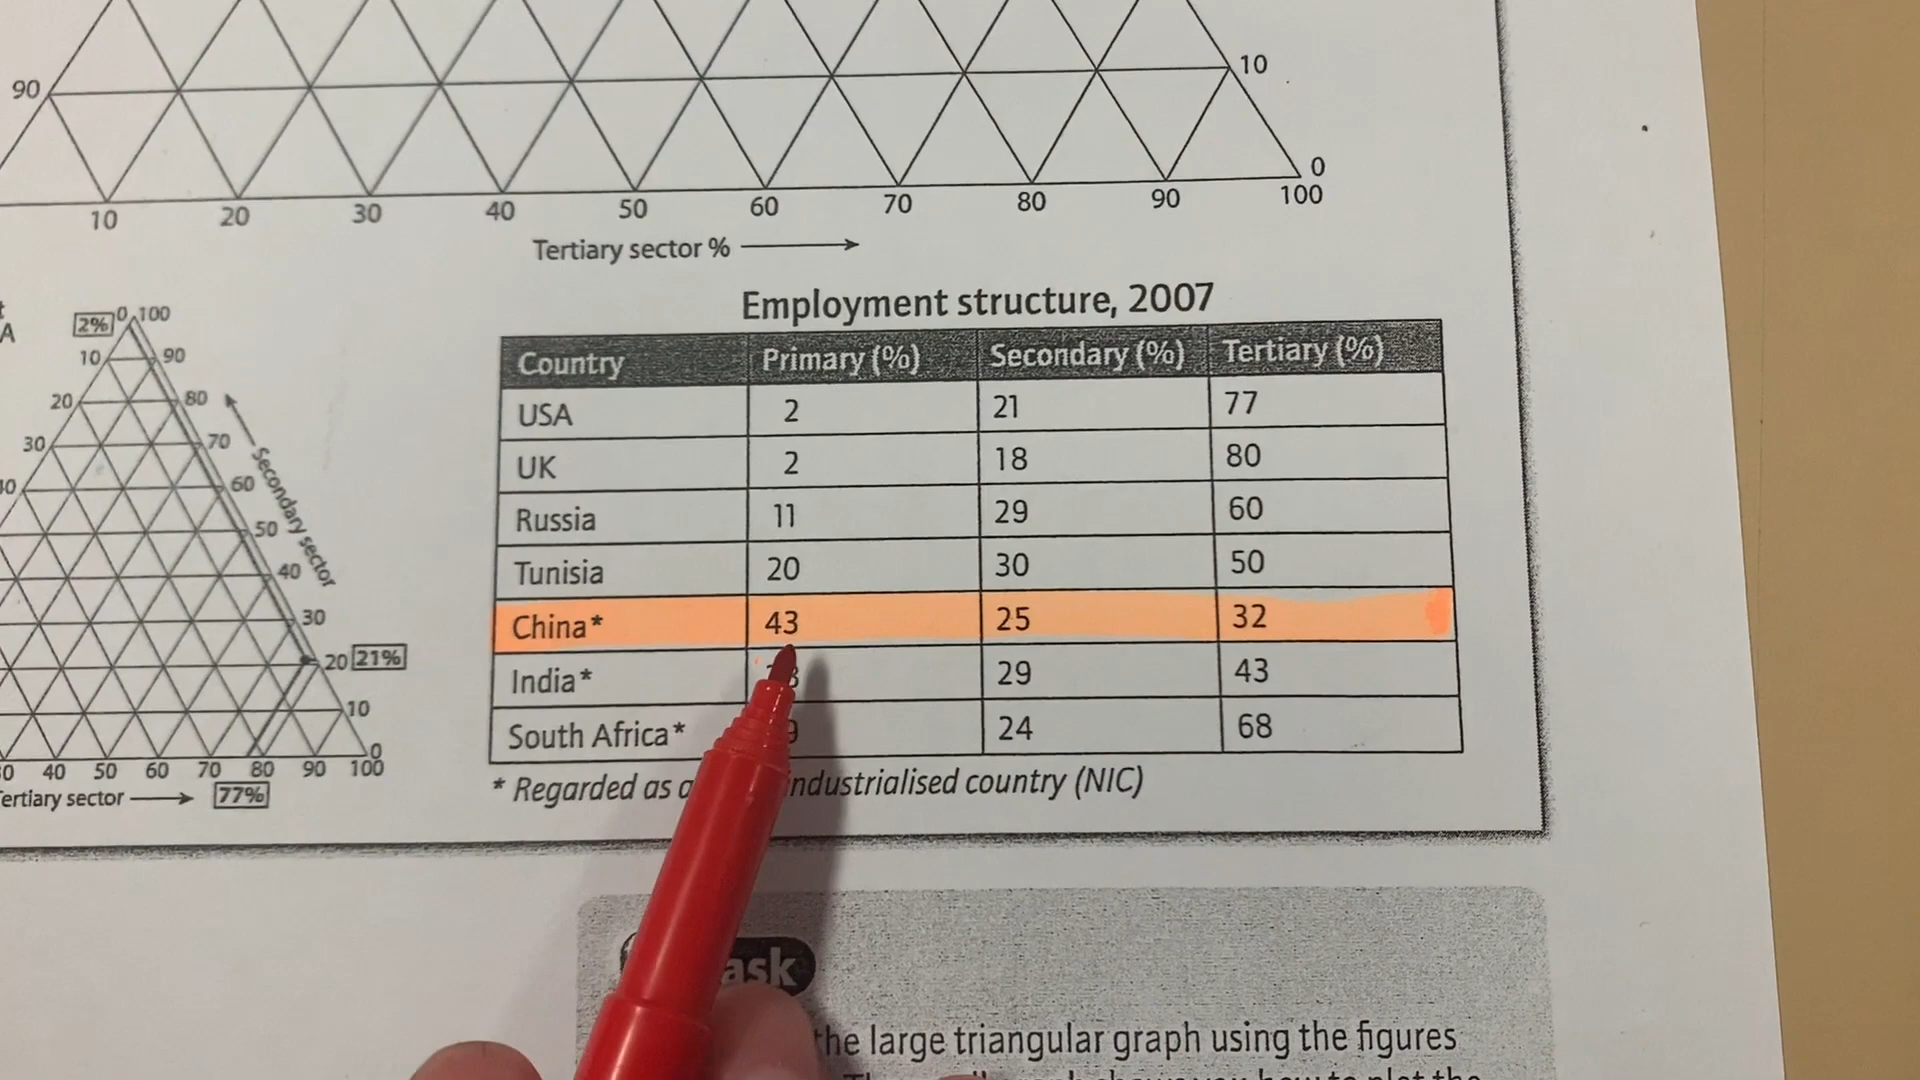 90
10
0
10 20 30 40 50 60 70 80 90 100
Tertiary sector %
2%
0 100
10 90
20 80
30 70
60
50
40
30
20 21%
10
0
40 50 60 70 80 90 100
Secondary sector
sector
77%
Employment structure, 2007
Country Primary (%) Secondary (%) Tertiary (%)
USA 2 21 77
UK 2 18 80
Russia 11 29 60
Tunisia 20 30 50
China* 43 25 32
India* 29 43
South Africa* 24 68
* Regarded as industrialised country (NIC)
the large triangular graph using the figures